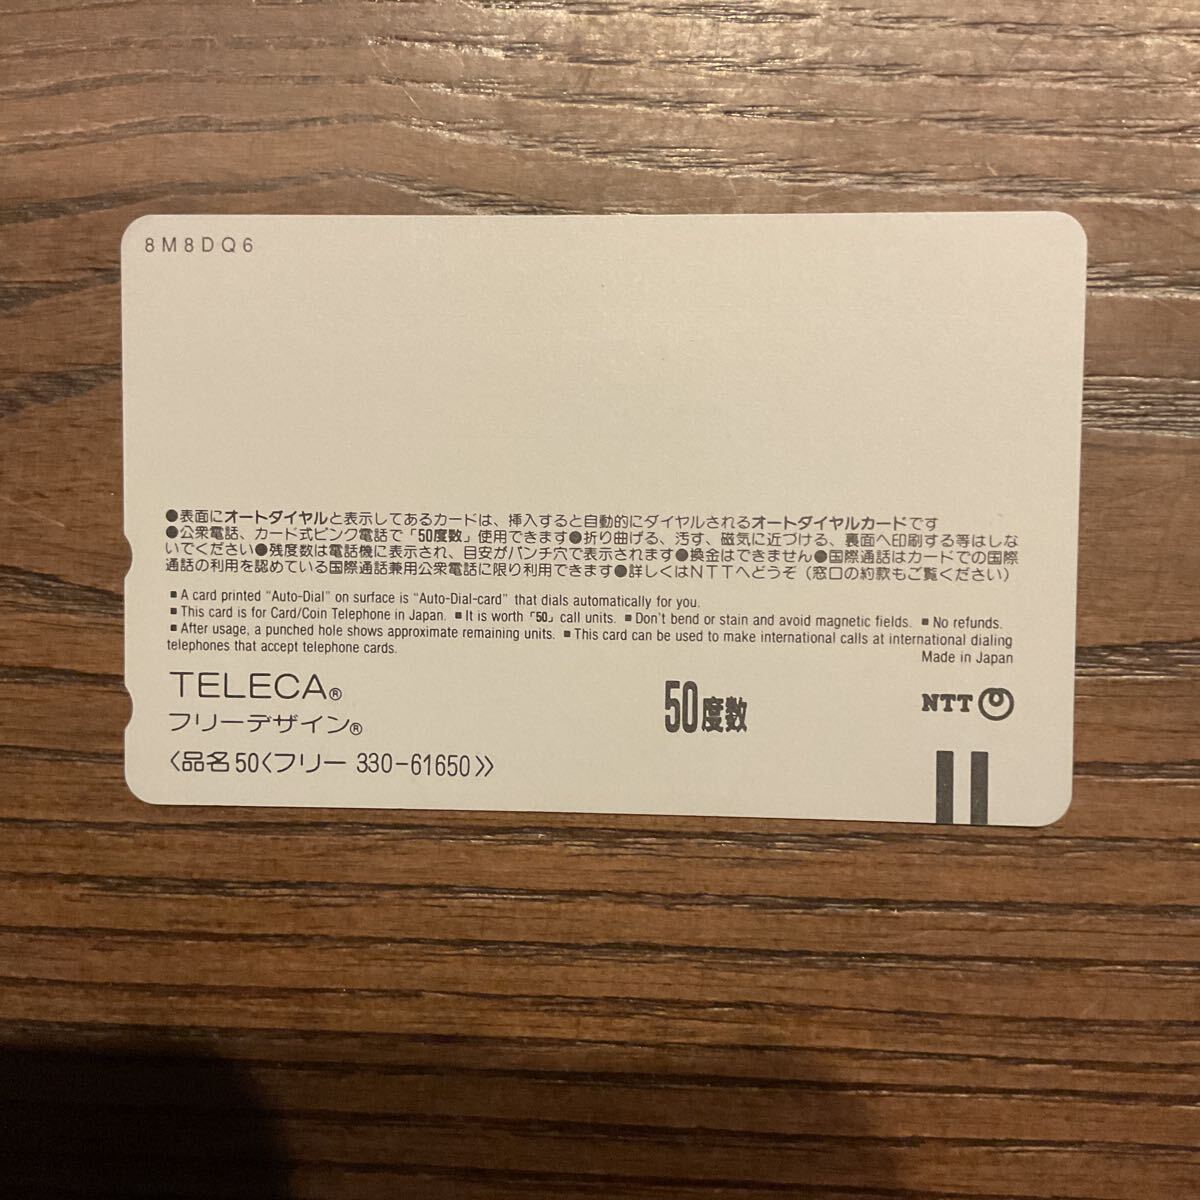 8M8DQ6
●表面にオートダイヤルと表示してあるカードは、挿入すると自動的にダイヤルされるオートダイヤルカードです
●公衆電話、カード式ピンク電話で「50度数」使用できます●折り曲げる、汚す、磁気に近づける、裏面へ印刷する等はしな
いでください●残度数は電話機に表示され、目安がパンチ穴で表示されます●換金はできません●国際通話はカードでの国際
通話の利用を認めている国際通話兼用公衆電話に限り利用できます●詳しくはNTTへどうぞ(窓口の約款もご覧ください)
■ A card printed "Auto-Dial" on surface is "Auto-Dial-card" that dials automatically for you.
■ This card is for Card/Coin Telephone in Japan. ■ It is worth「50」call units. ■ Don't bend or stain and avoid magnetic fields. ■ No refunds.
■ After usage, a punched hole shows approximate remaining units. ■ This card can be used to make international calls at international dialing
telephones that accept telephone cards.
Made in Japan
TELECA®
フリーデザイン®
〈品名50〈フリー 330-61650〉〉
50度数
NTT